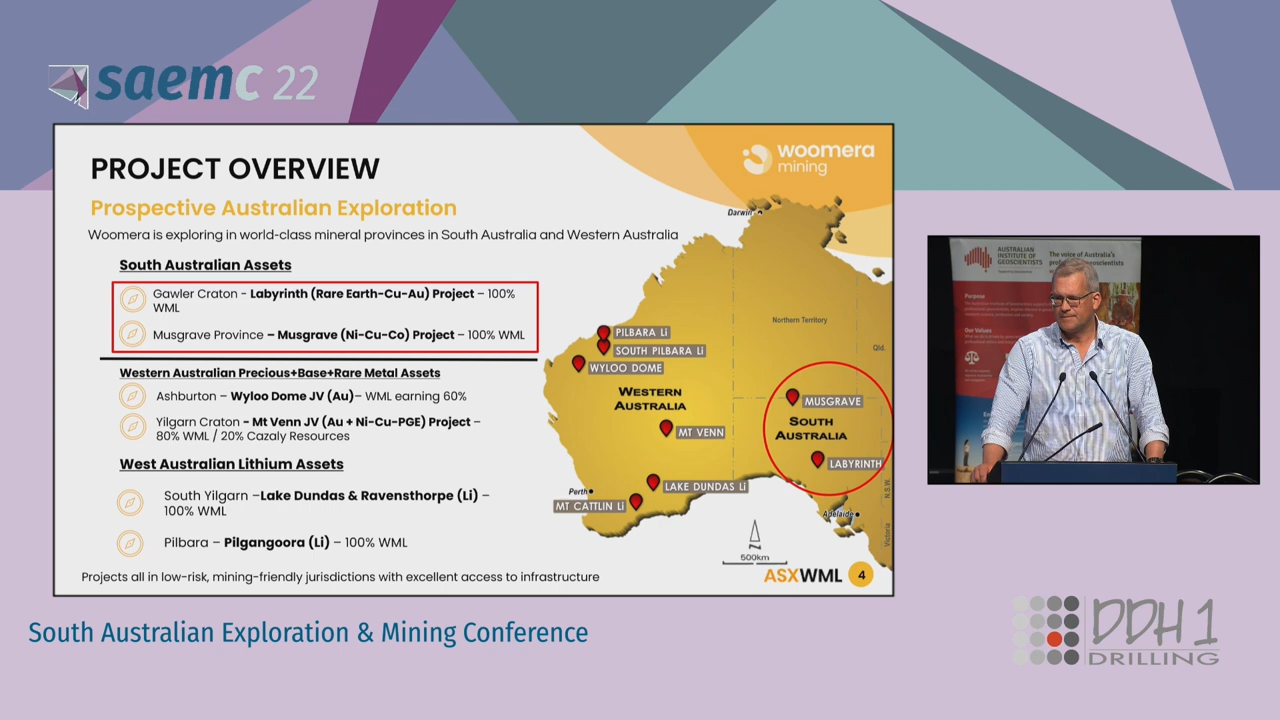 saemc 22
PROJECT OVERVIEW
woomera
mining
Prospective Australian Exploration
Woomera is exploring in world-class mineral provinces in South Australia and Western Australia
South Australian Assets
Gawler Craton - Labyrinth (Rare Earth-Cu-Au) Project – 100%
WML
Musgrave Province – Musgrave (Ni-Cu-Co) Project – 100% WML
Western Australian Precious+Base+Rare Metal Assets
Ashburton – Wyloo Dome JV (Au)– WML earning 60%
Yilgarn Craton - Mt Venn JV (Au + Ni-Cu-PGE) Project –
80% WML / 20% Cazaly Resources
West Australian Lithium Assets
South Yilgarn –Lake Dundas & Ravensthorpe (Li) –
100% WML
Pilbara – Pilgangoora (Li) – 100% WML
Projects all in low-risk, mining-friendly jurisdictions with excellent access to infrastructure
Darwin
Northern Territory
Qld.
PILBARA Li
SOUTH PILBARA Li
WYLOO DOME
WESTERN
AUSTRALIA
MUSGRAVE
SOUTH
AUSTRALIA
MT VENN
LABYRINTH
LAKE DUNDAS Li
Perth
MT CATTLIN Li
N.S.W.
Adelaide
Victoria
N
500km
ASXWML 4
AUSTRALIAN
INSTITUTE OF
GEOSCIENTISTS
The voice of Australia's
Purpose
Our Values
South Australian Exploration & Mining Conference
DDH 1
DRILLING